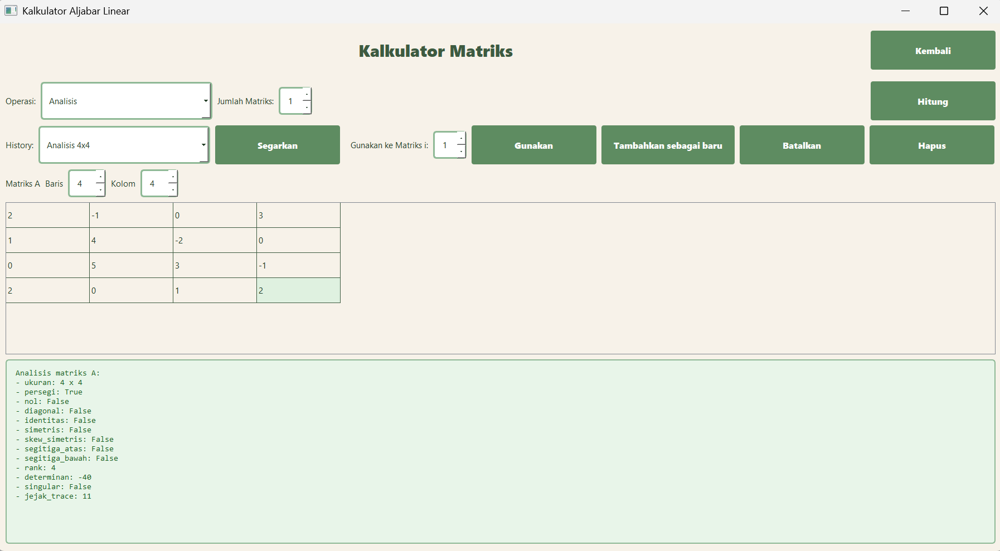 Kalkulator Aljabar Linear
Kalkulator Matriks
Kembali
Operasi: Analisis Jumlah Matriks: 1 Hitung
History: Analisis 4x4 Segarkan Gunakan ke Matriks i: 1 Gunakan Tambahkan sebagai baru Batalkan Hapus
Matriks A Baris 4 Kolom 4
2 -1 0 3
1 4 -2 0
0 5 3 -1
2 0 1 2
Analisis matriks A:
- ukuran: 4 x 4
- persegi: True
- nol: False
- diagonal: False
- identitas: False
- simetris: False
- skew_simetris: False
- segitiga_atas: False
- segitiga_bawah: False
- rank: 4
- determinan: -40
- singular: False
- jejak_trace: 11